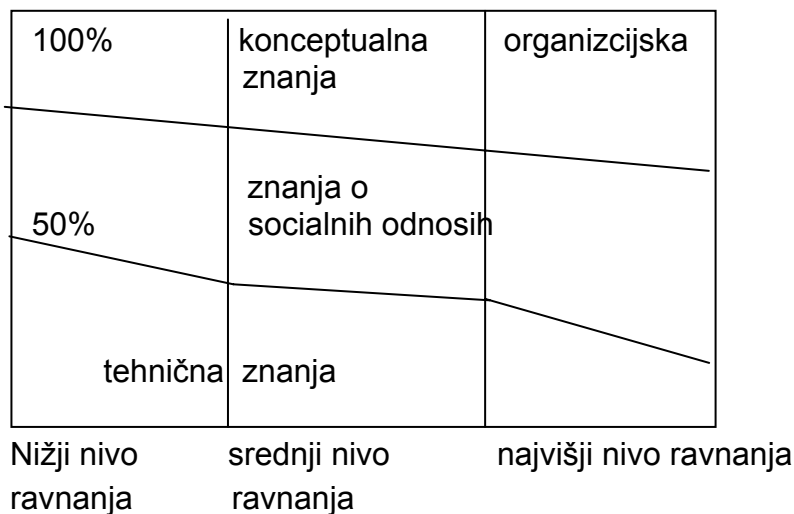 100% konceptualna organizcijska
znanja
znanja o
50% socialnih odnosih
tehnična znanja
Nižji nivo srednji nivo najvišji nivo ravnanja
ravnanja ravnanja